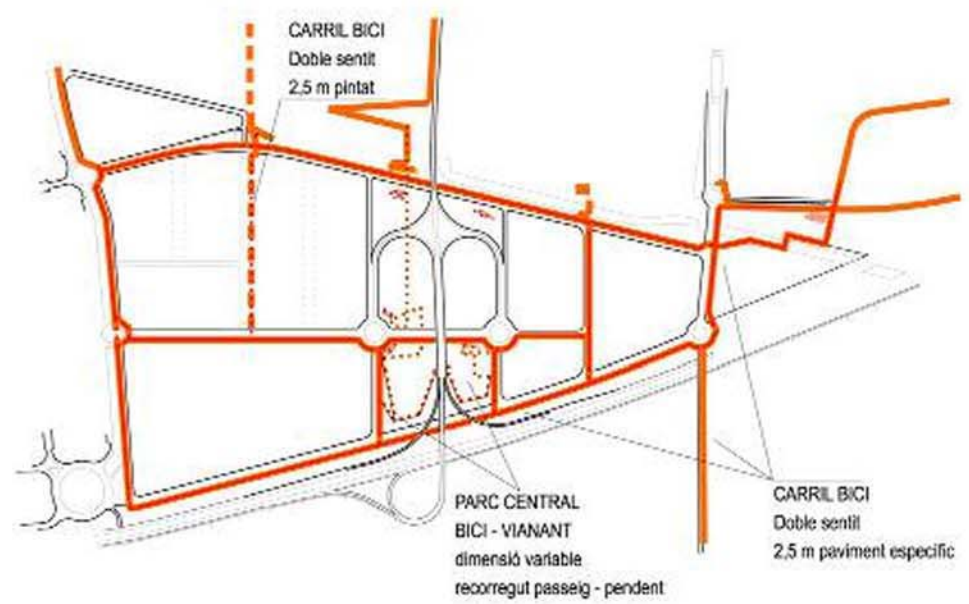 CARRIL BICI
Doble sentit
2,5 m pintat
PARC CENTRAL
BICI - VIANANT
dimensió variable
recorregut passeig - pendent
CARRIL BICI
Doble sentit
2,5 m paviment especific